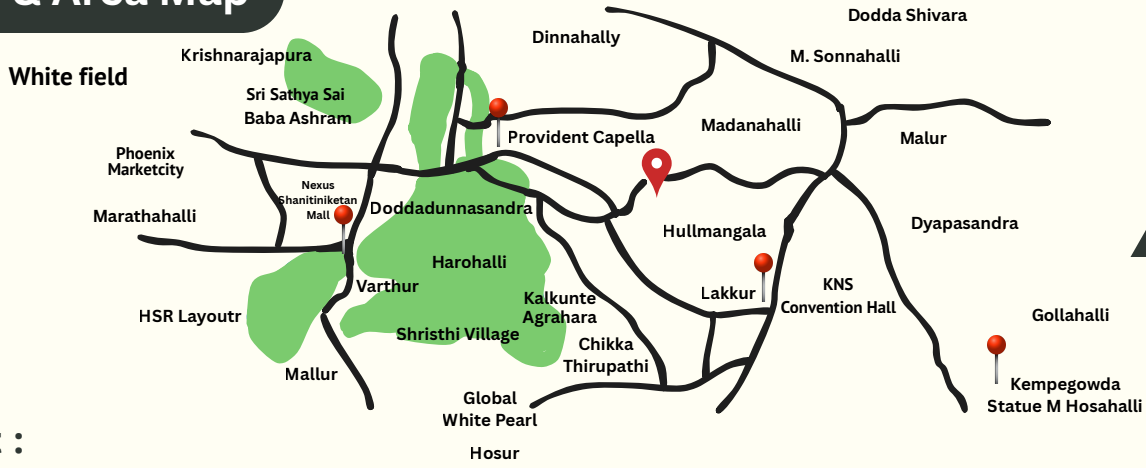 & Area Map
Dodda Shivara
Dinnahally
M. Sonnahalli
Krishnarajapura
White field
Sri Sathya Sai
Baba Ashram
Provident Capella
Madanahalli
Malur
Phoenix
Marketcity
Nexus
Shanitiniketan
Mall
Marathahalli
Doddadunnasandra
Hullmangala
Dyapasandra
Harohalli
Varthur
Lakkur
KNS
Convention Hall
Kalkunte
Agrahara
HSR Layoutr
Gollahalli
Shristhi Village
Chikka
Thirupathi
Mallur
Kempegowda
Statue M Hosahalli
Global
White Pearl
Hosur
: